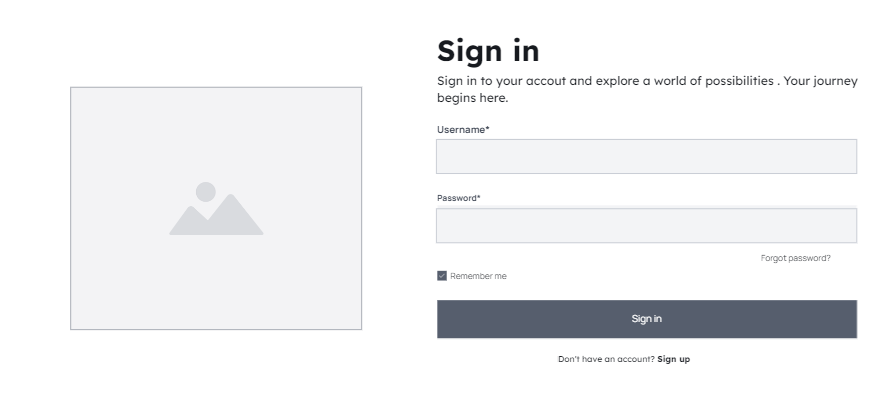 Sign in
Sign in to your accout and explore a world of possibilities . Your journey
begins here.
Username*
Password*
Forgot password?
Remember me
Sign in
Don't have an account? Sign up